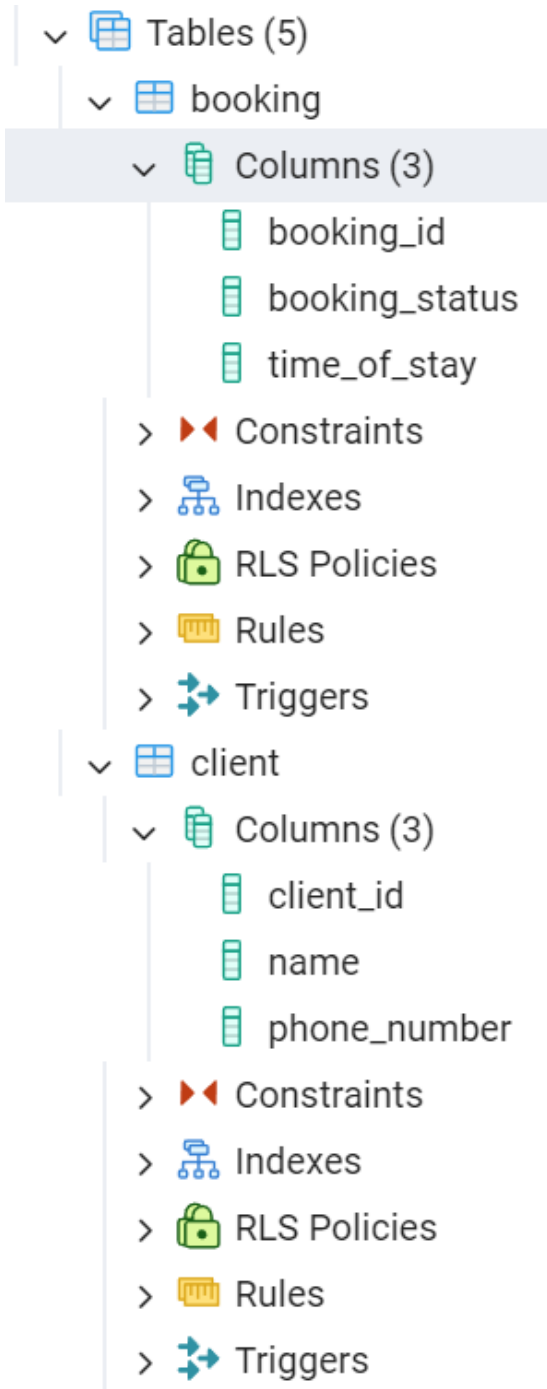 Tables (5)
booking
Columns (3)
booking_id
booking_status
time_of_stay
Constraints
Indexes
RLS Policies
Rules
Triggers
client
Columns (3)
client_id
name
phone_number
Constraints
Indexes
RLS Policies
Rules
Triggers